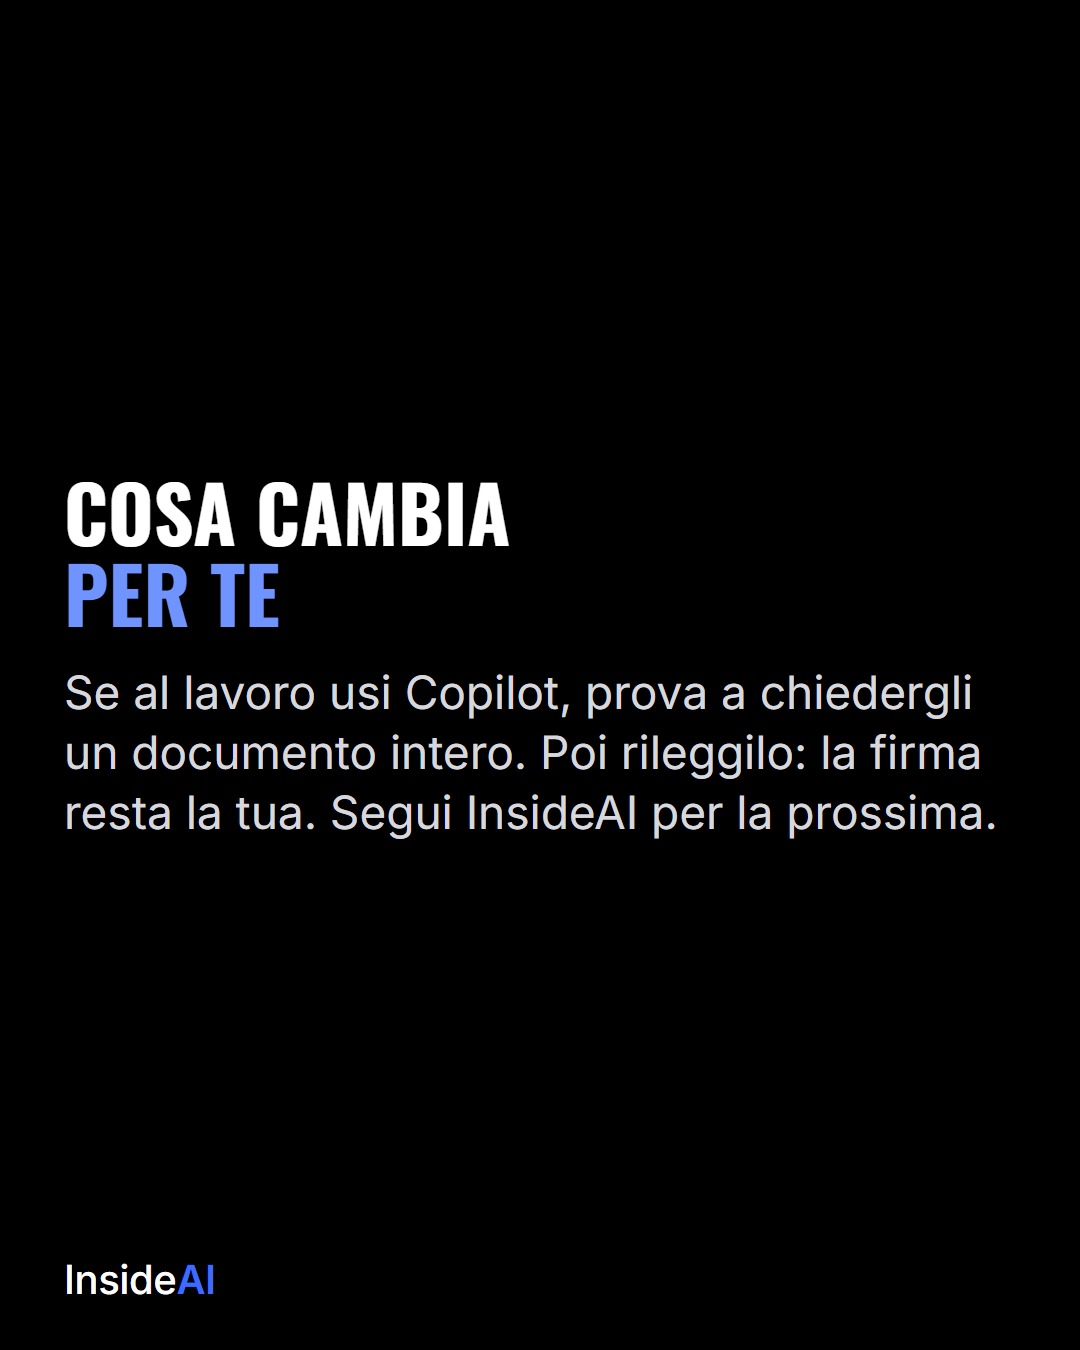 COSA CAMBIA
PER TE
Se al lavoro usi Copilot, prova a chiedergli
un documento intero. Poi rileggilo: la firma
resta la tua. Segui InsideAI per la prossima.
InsideAI